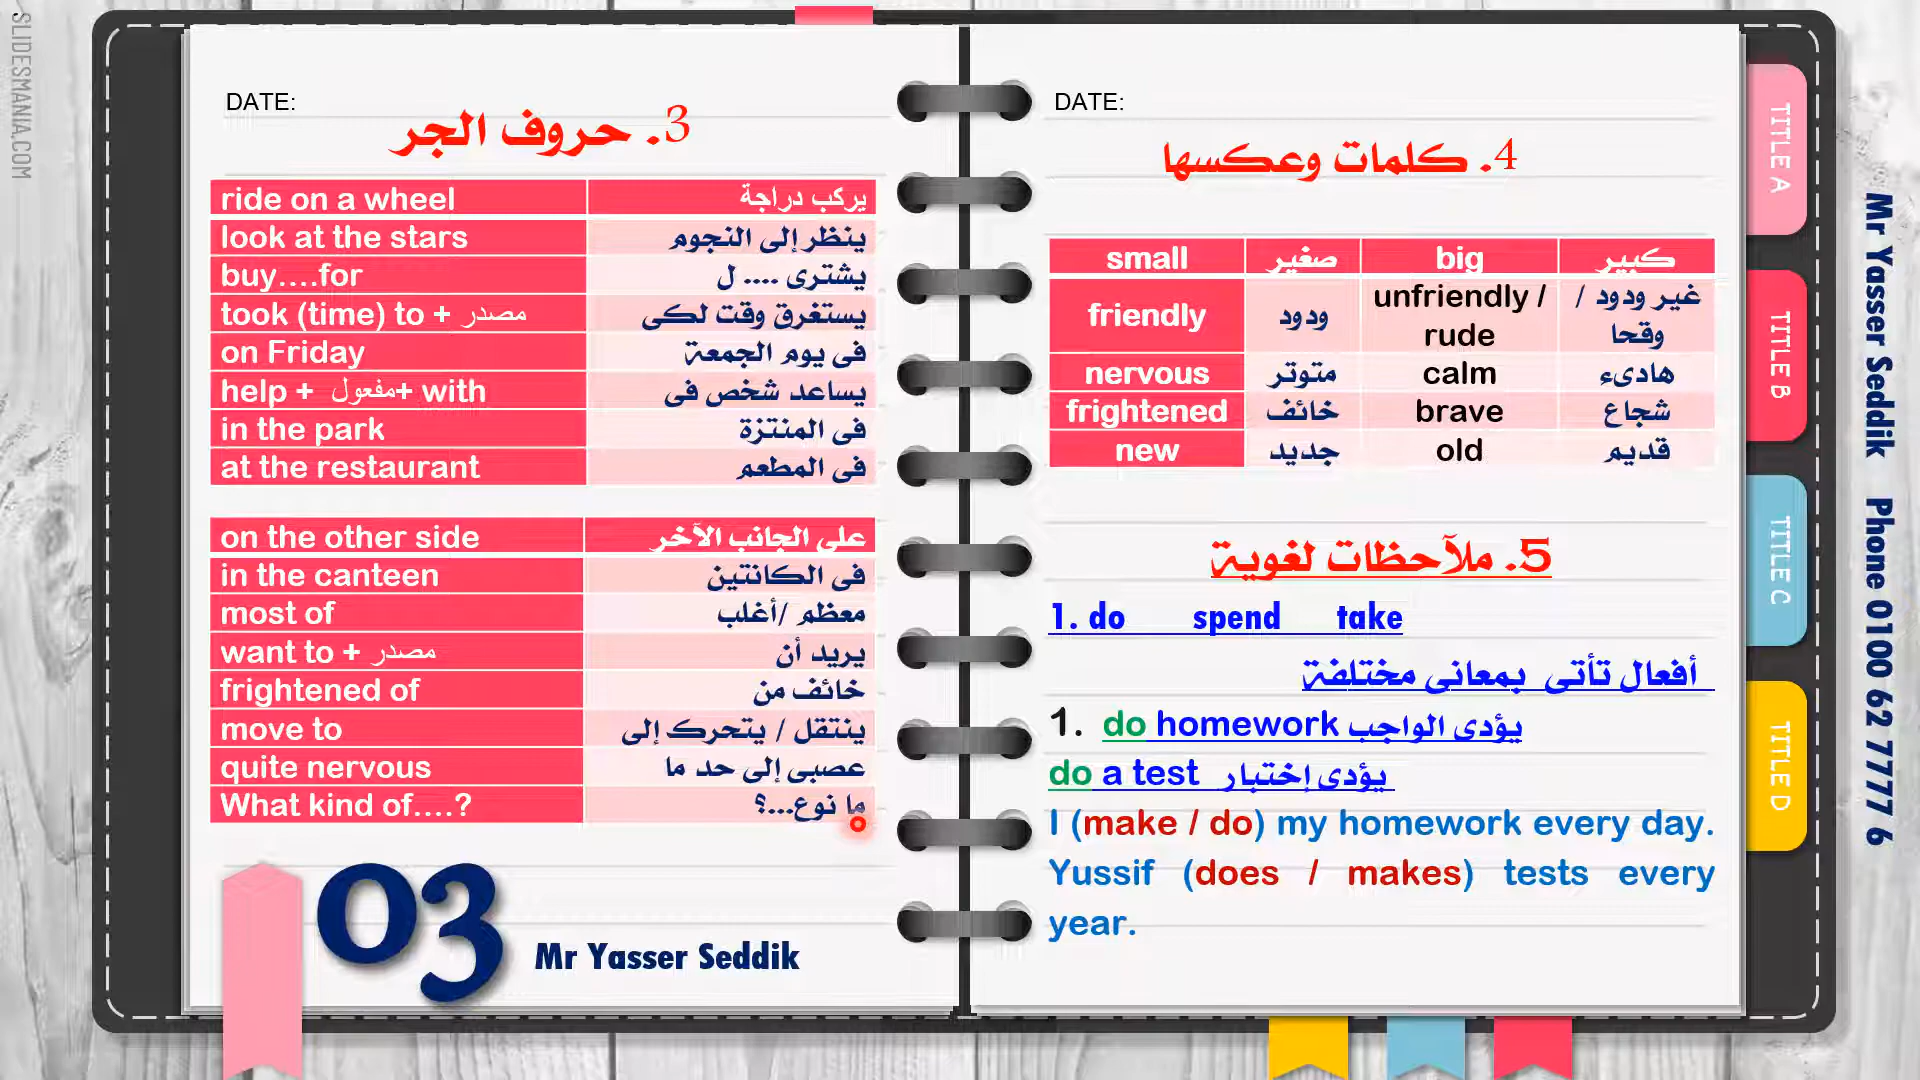 SLIDESMANIA.COM
DATE:
3. حروف الجر
ride on a wheel يركب دراجة
look at the stars ينظر إلى النجوم
buy….for يشترى .... ل
took (time) to + مصدر يستغرق وقت لكى
on Friday فى يوم الجمعة
help + مفعول+ with يساعد شخص فى
in the park فى المنتزة
at the restaurant فى المطعم
on the other side على الجانب الآخر
in the canteen فى الكانتين
most of معظم /أغلب
want to + مصدر يريد أن
frightened of خائف من
move to ينتقل / يتحرك إلى
quite nervous عصبى إلى حد ما
What kind of….? ما نوع...؟
03
Mr Yasser Seddik
DATE:
4. كلمات وعكسها
small صغير big كبير
friendly ودود unfriendly / rude غير ودود / وقحا
nervous متوتر calm هادىء
frightened خائف brave شجاع
new جديد old قديم
5. ملآحظات لغوية
1. do spend take
أفعال تأتى بمعانى مختلفة
1. do homework يؤدى الواجب
do a test يؤدى إختبار
I (make / do) my homework every day.
Yussif (does / makes) tests every
year.
TITLE A
TITLE B
TITLE C
TITLE D
Mr Yasser Seddik Phone 0100 62 7777 6